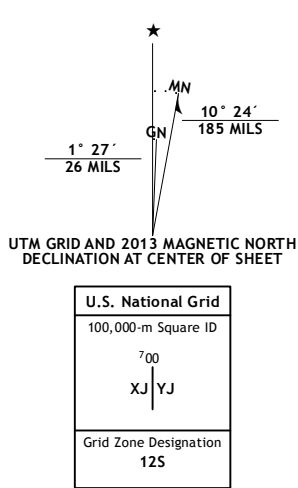 ★
MN
GN
10° 24´
185 MILS
1° 27´
26 MILS
UTM GRID AND 2013 MAGNETIC NORTH
DECLINATION AT CENTER OF SHEET
U.S. National Grid
100,000-m Square ID
⁷00
XJ YJ
Grid Zone Designation
12S